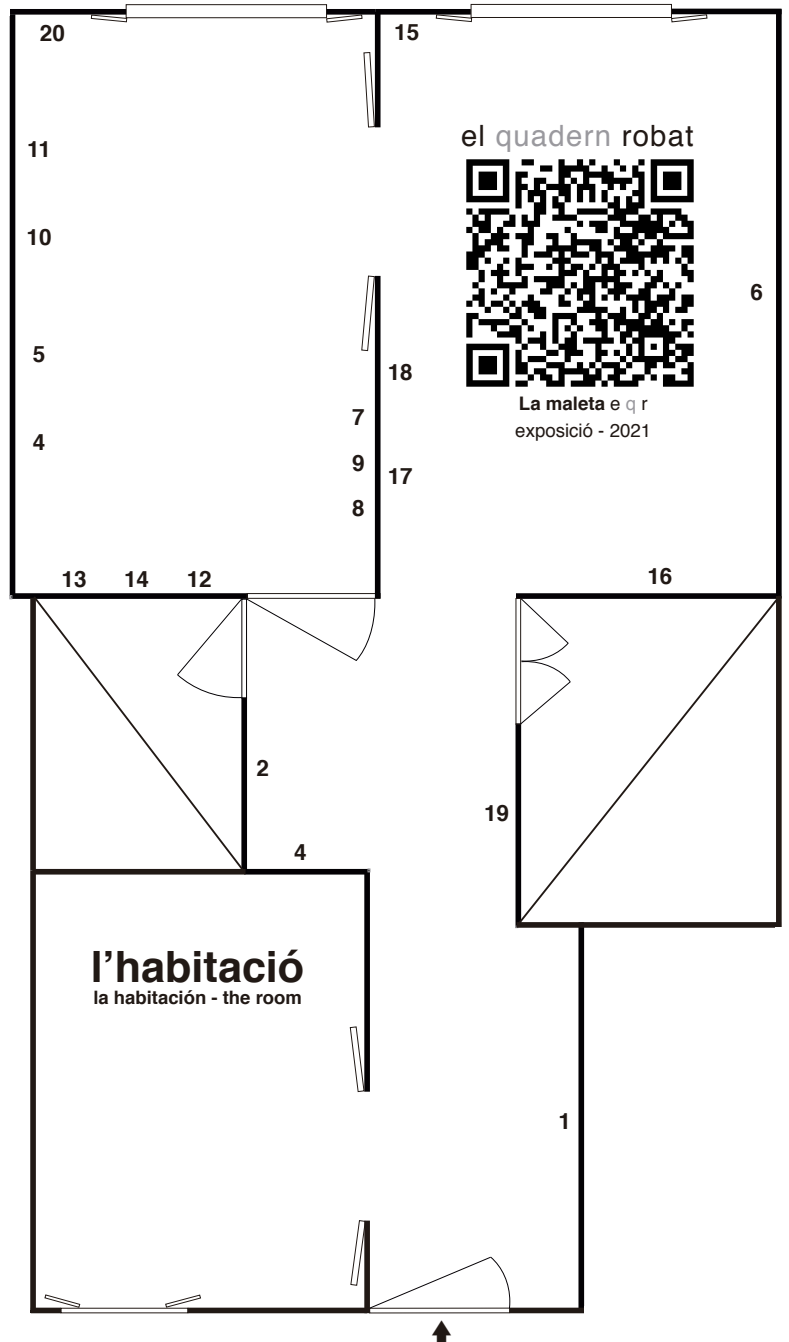 20
15
el quadern robat
11
10
6
5
18
La maleta e q r
7
exposició - 2021
4
9
17
8
13 14 12
16
2
19
4
l'habitació
la habitación - the room
1